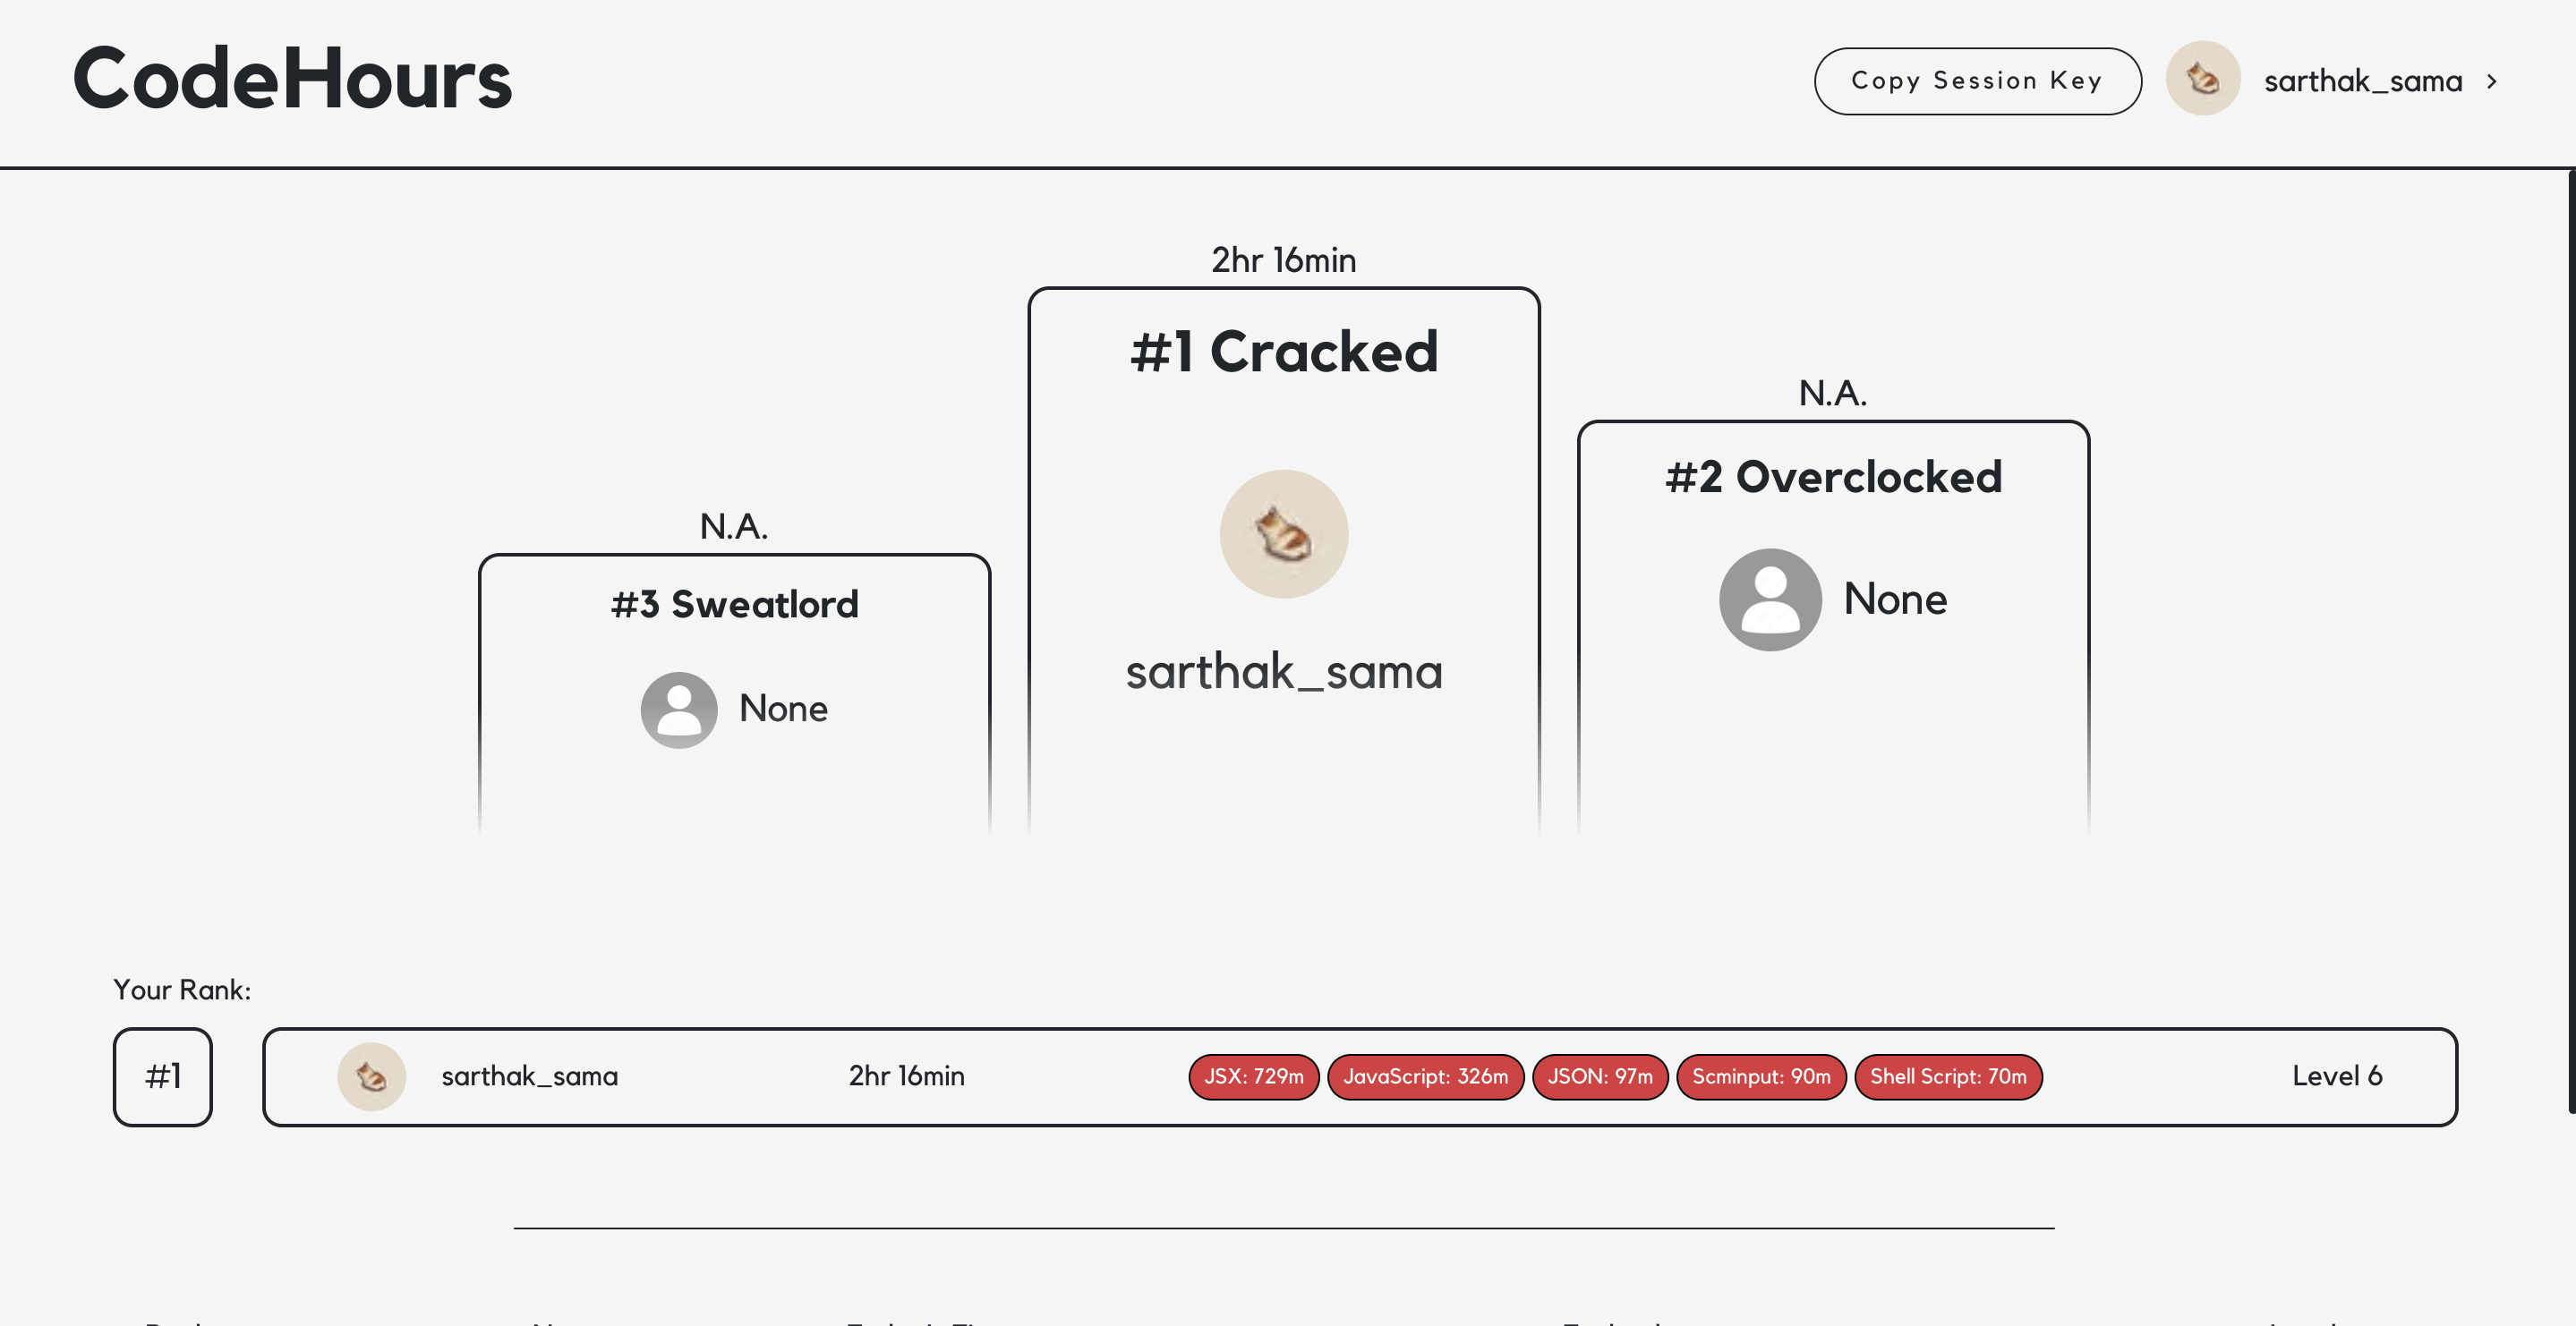 CodeHours
Copy Session Key
sarthak_sama
2hr 16min
#1 Cracked
sarthak_sama
N.A.
#2 Overclocked
None
N.A.
#3 Sweatlord
None
Your Rank:
#1
sarthak_sama
2hr 16min
JSX: 729m
JavaScript: 326m
JSON: 97m
Scminput: 90m
Shell Script: 70m
Level 6